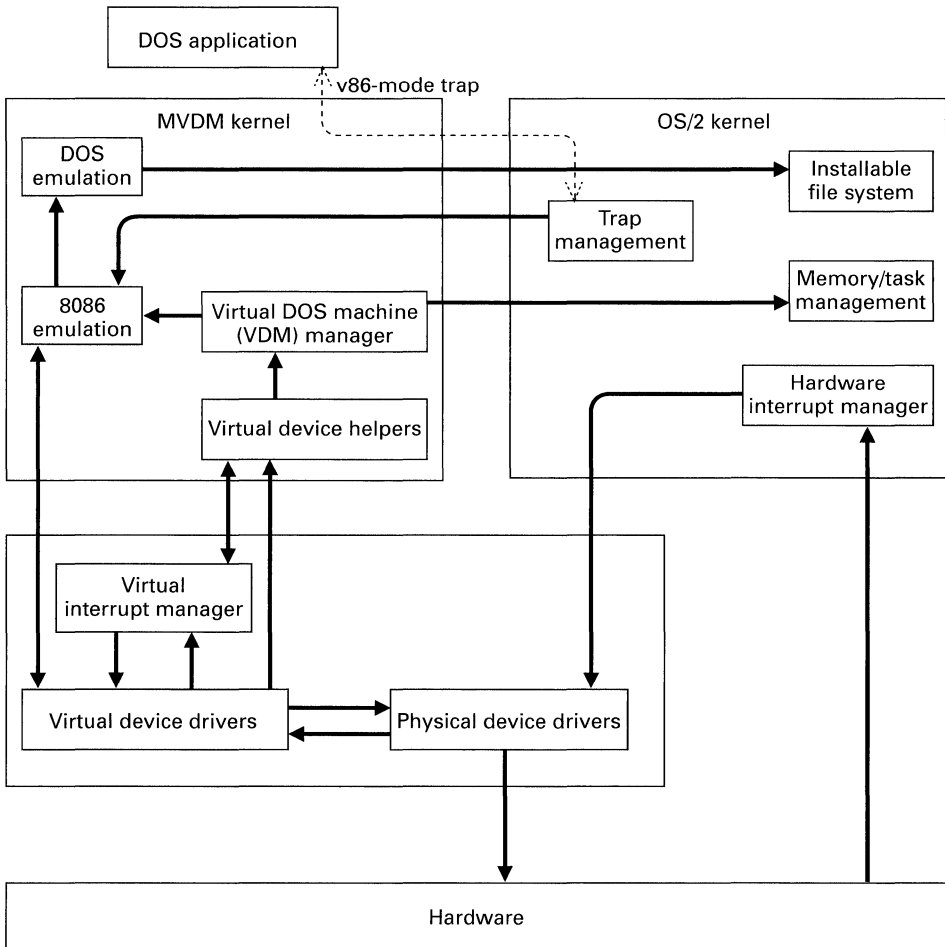 DOS application
v86-mode trap
MVDM kernel
OS/2 kernel
DOS
emulation
Installable
file system
Trap
management
8086
emulation
Virtual DOS machine
(VDM) manager
Memory/task
management
Hardware
interrupt manager
Virtual device helpers
Virtual
interrupt manager
Virtual device drivers
Physical device drivers
Hardware